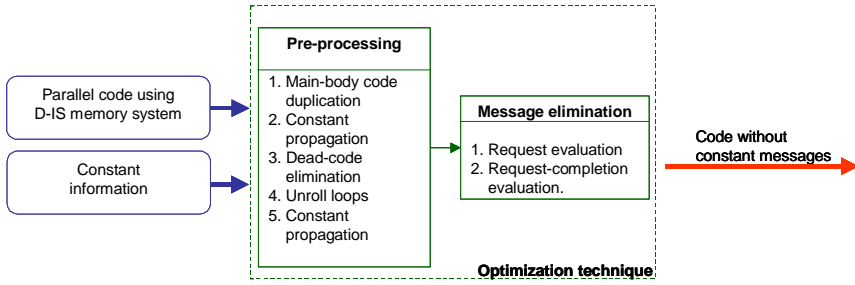 Parallel code using
D-IS memory system
Constant
information
Pre-processing
1. Main-body code
duplication
2. Constant
propagation
3. Dead-code
elimination
4. Unroll loops
5. Constant
propagation
Message elimination
1. Request evaluation
2. Request-completion
evaluation.
Optimization technique
Code without
constant messages